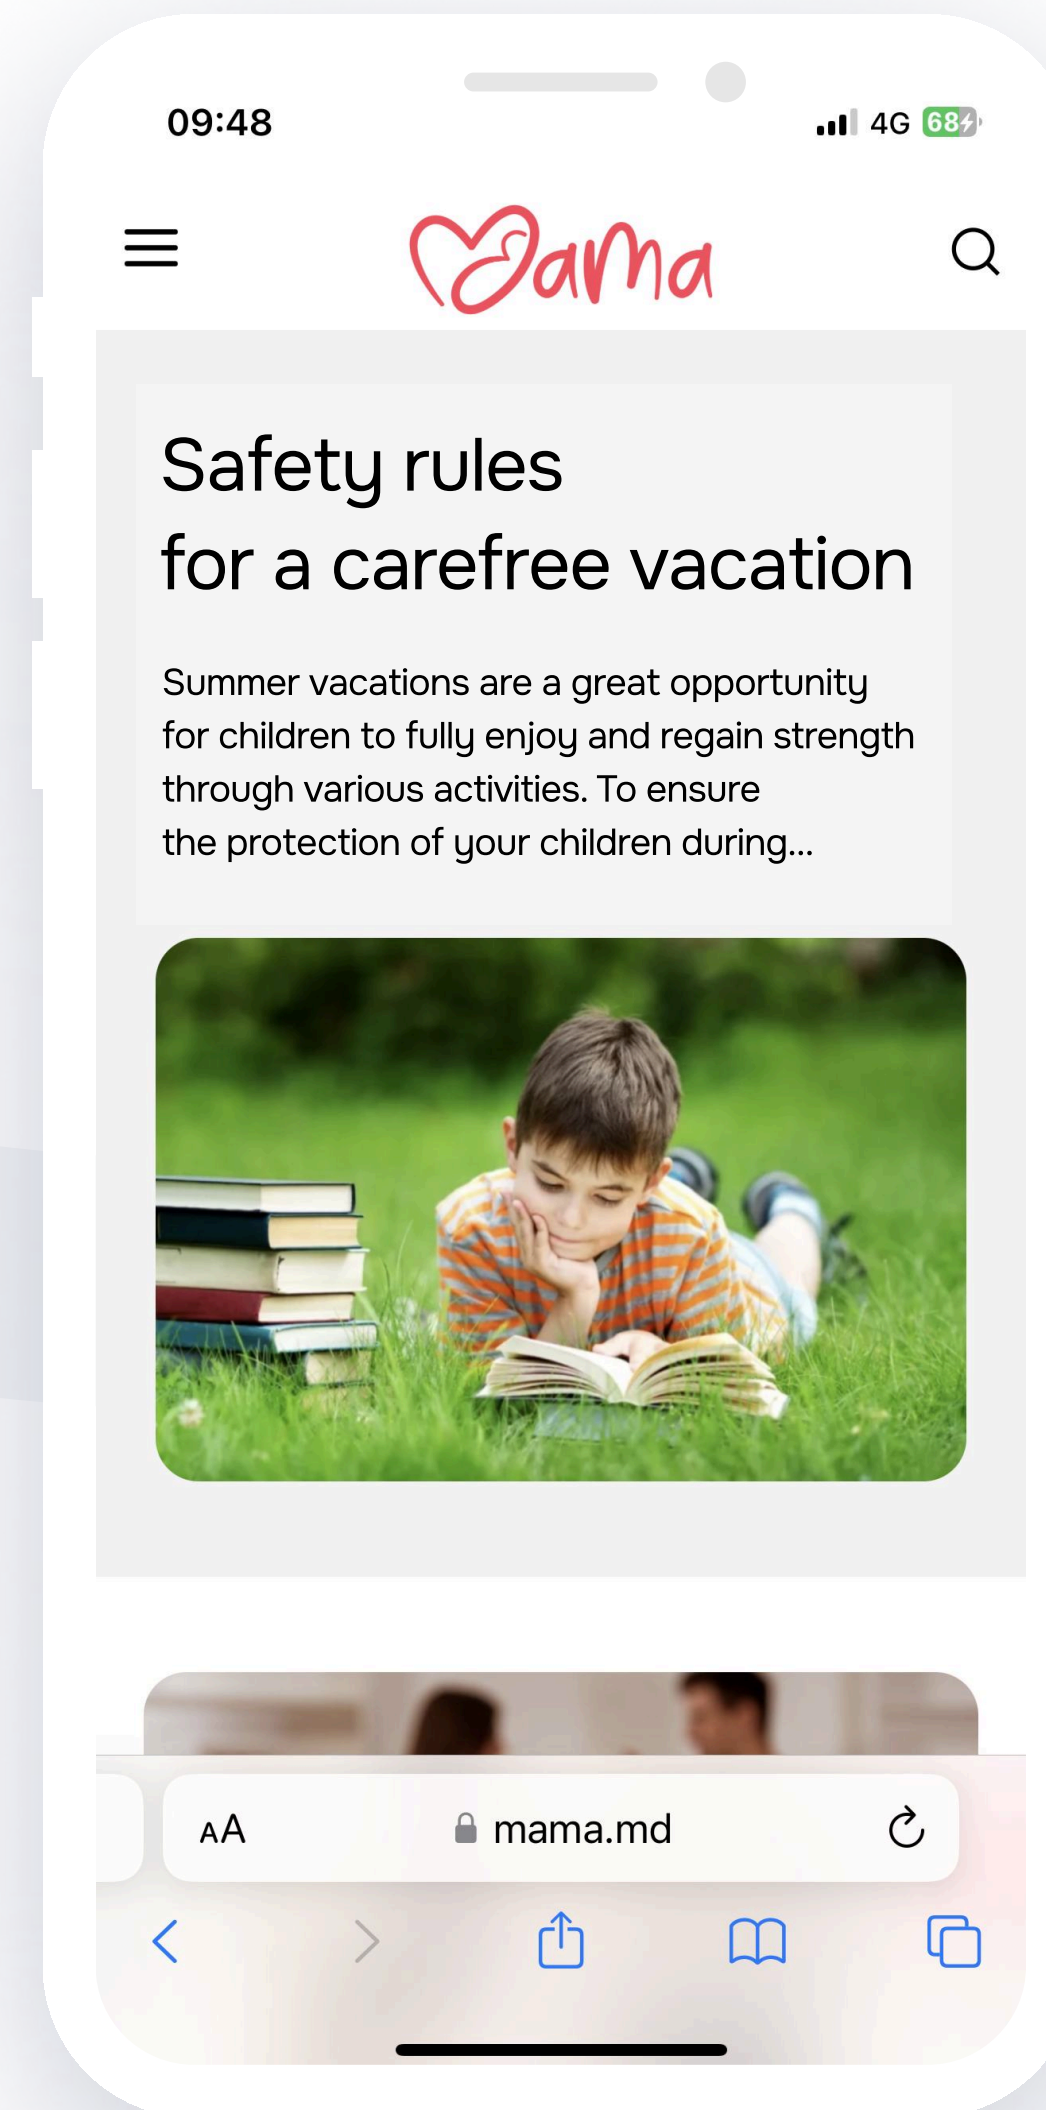 09:48
4G 68
Mama
Safety rules
for a carefree vacation
Summer vacations are a great opportunity
for children to fully enjoy and regain strength
through various activities. To ensure
the protection of your children during...
AA mama.md